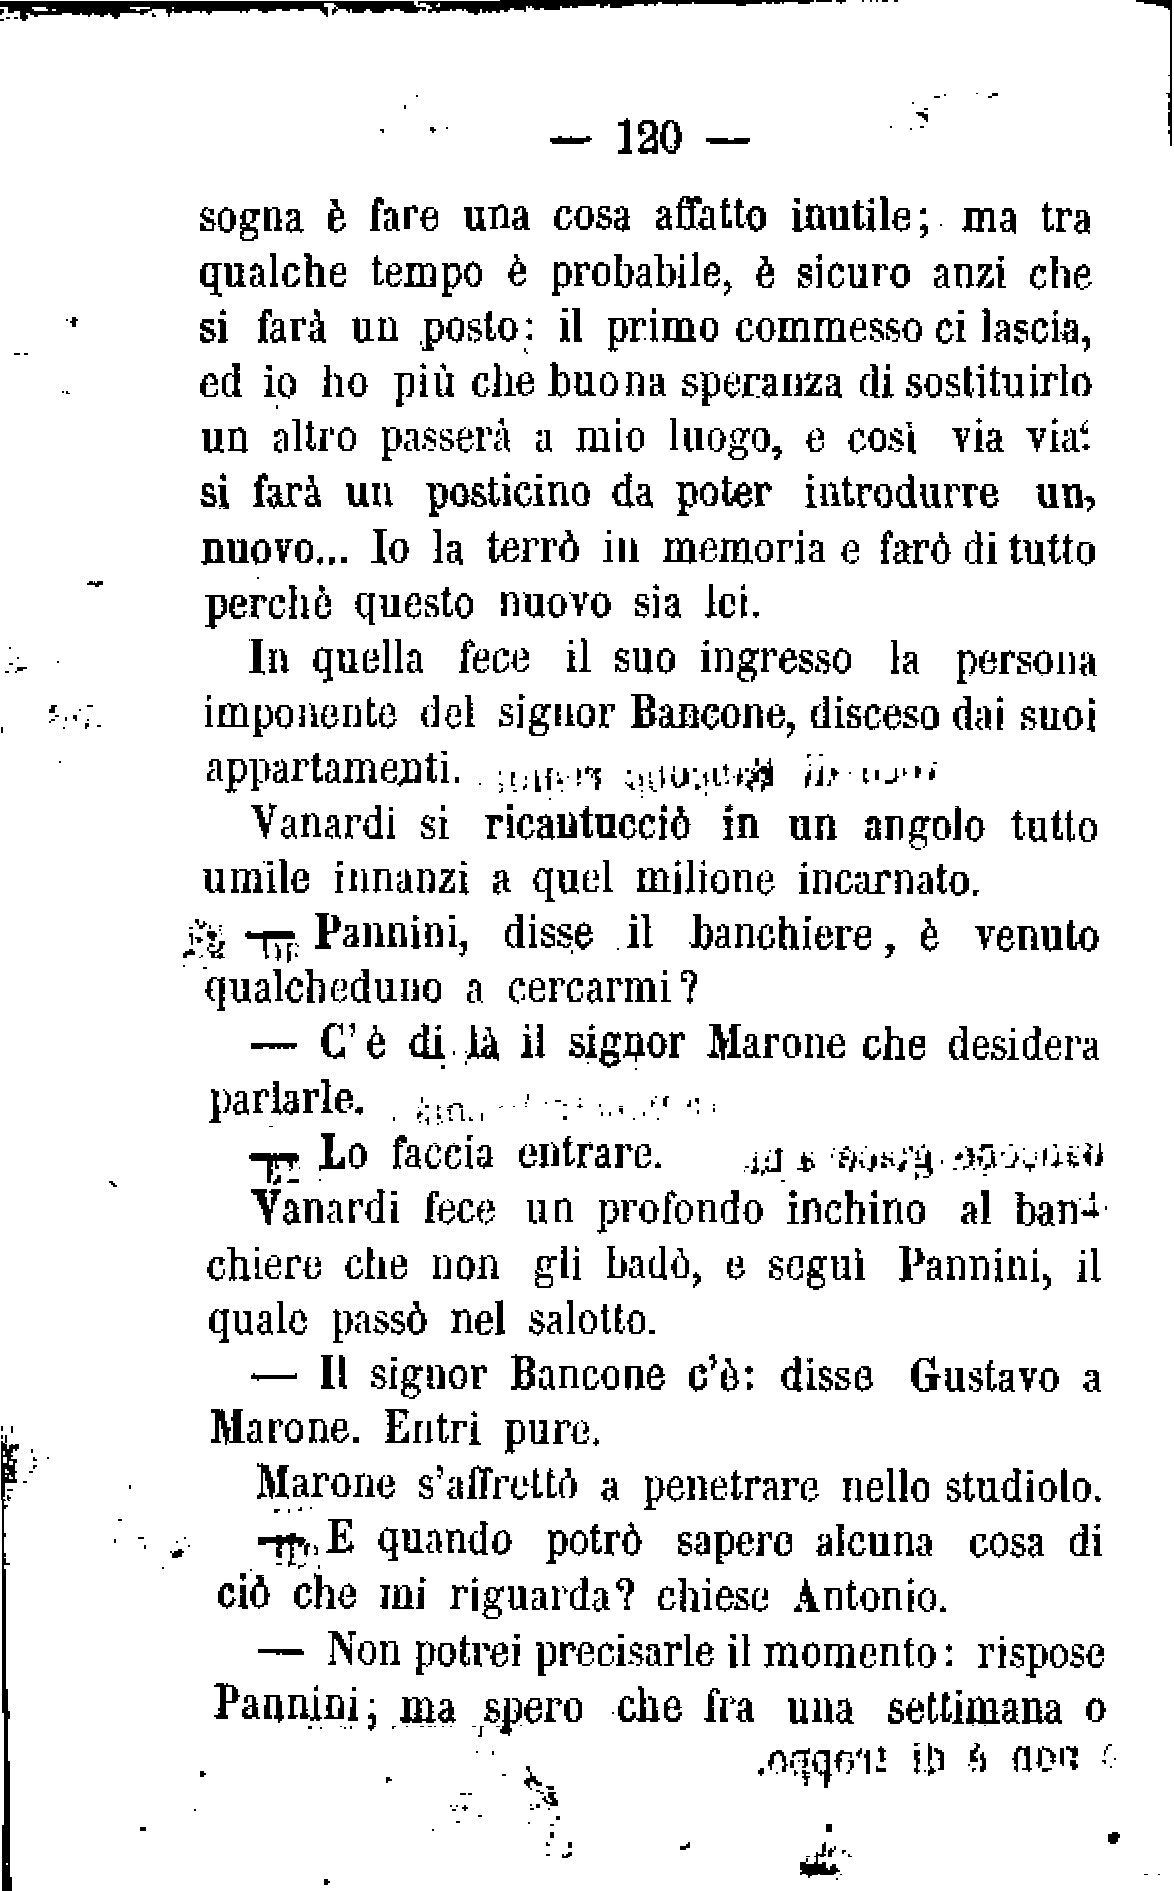 — 120 —
sogna è fare una cosa affatto inutile; ma tra
qualche tempo è probabile, è sicuro anzi che
si farà un posto: il primo commesso ci lascia,
ed io ho più che buona speranza di sostituirlo
un altro passerà a mio luogo, e così via via:
si farà un posticino da poter introdurre un,
nuovo... Io la terrò in memoria e farò di tutto
perchè questo nuovo sia lei.
In quella fece il suo ingresso la persona
imponente del signor Bancone, disceso dai suoi
appartamenti.
Vanardi si ricantucciò in un angolo tutto
umile innanzi a quel milione incarnato.
— Pannini, disse il banchiere, è venuto
qualcheduno a cercarmi?
— C'è di là il signor Marone che desidera
parlarle.
— Lo faccia entrare.
Vanardi fece un profondo inchino al ban-
chiere che non gli badò, e seguì Pannini, il
quale passò nel salotto.
— Il signor Bancone c'è: disse Gustavo a
Marone. Entri pure.
Marone s'affrettò a penetrare nello studiolo.
— E quando potrò sapere alcuna cosa di
ciò che mi riguarda? chiese Antonio.
— Non potrei precisarle il momento: rispose
Pannini; ma spero che fra una settimana o